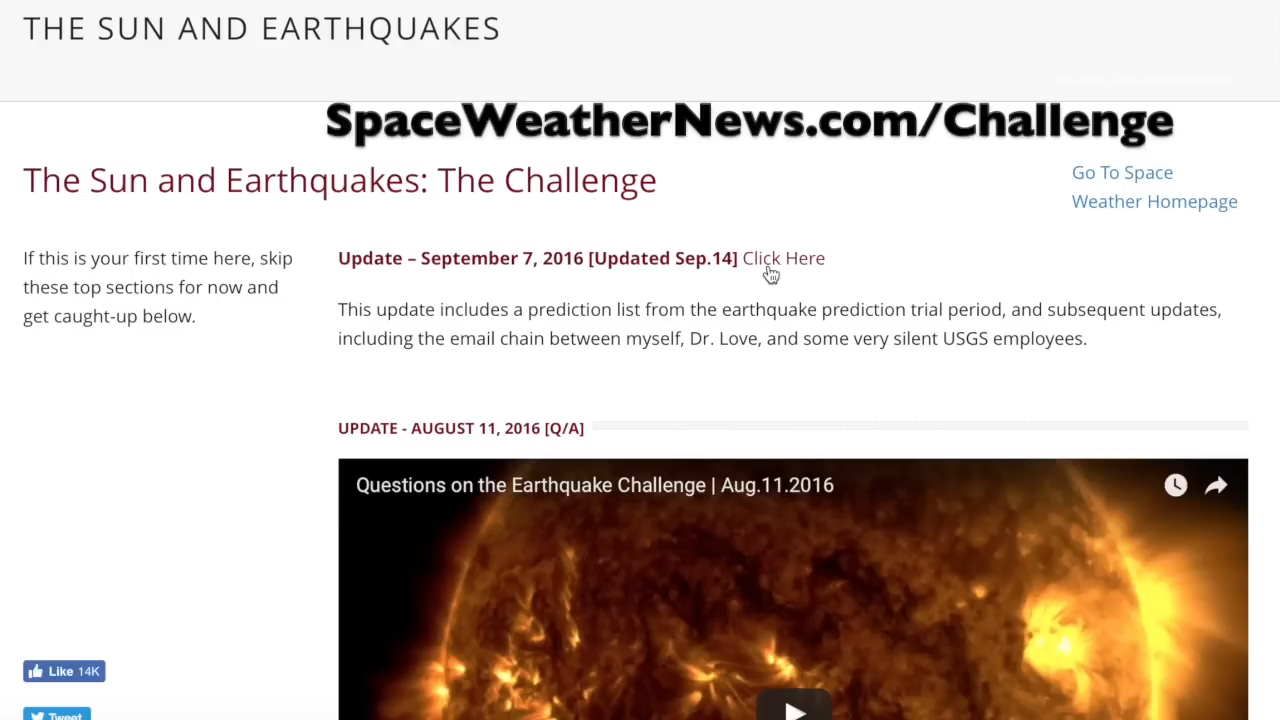 THE SUN AND EARTHQUAKES
SpaceWeatherNews.com/Challenge
The Sun and Earthquakes: The Challenge
Go To Space
Weather Homepage
If this is your first time here, skip
these top sections for now and
get caught-up below.
Update – September 7, 2016 [Updated Sep.14] Click Here
This update includes a prediction list from the earthquake prediction trial period, and subsequent updates,
including the email chain between myself, Dr. Love, and some very silent USGS employees.
UPDATE - AUGUST 11, 2016 [Q/A]
Questions on the Earthquake Challenge | Aug.11.2016
Like 14K
Tweet